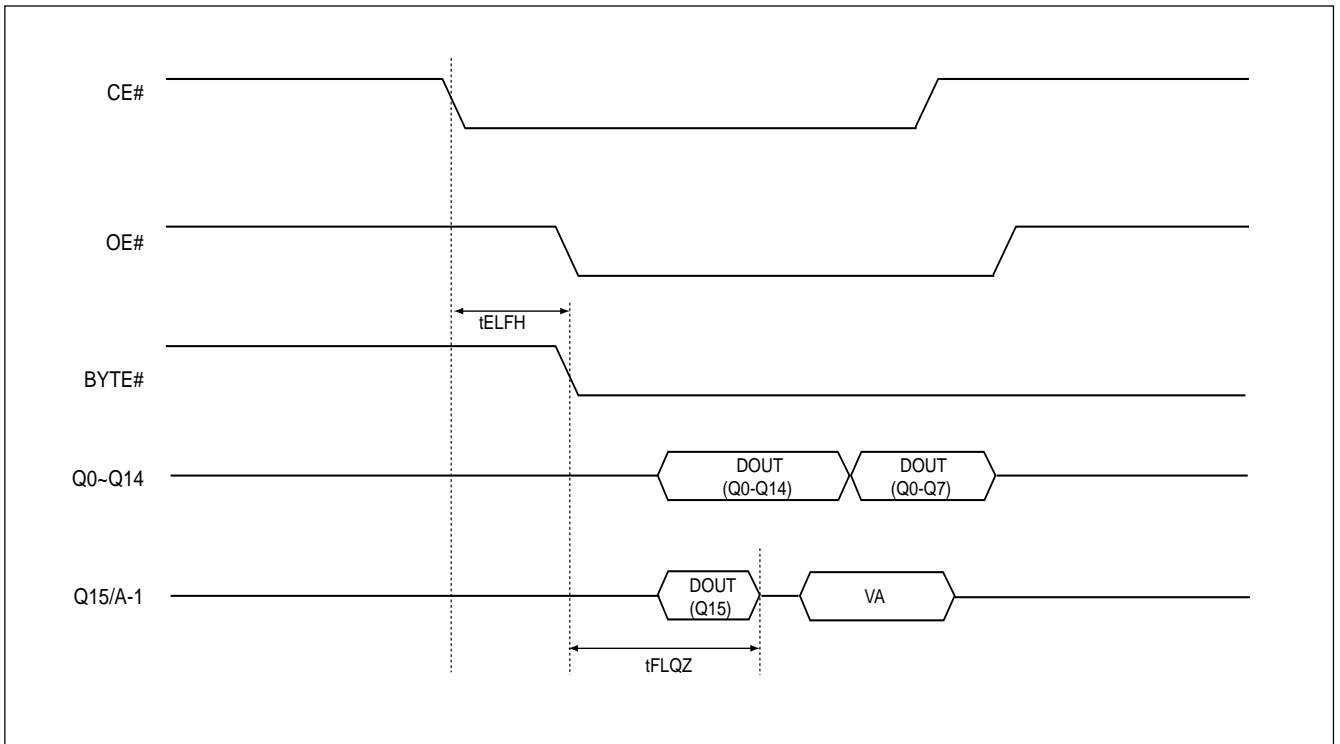 CE#
OE#
tELFH
BYTE#
Q0~Q14
DOUT
(Q0-Q14)
DOUT
(Q0-Q7)
Q15/A-1
DOUT
(Q15)
VA
tFLQZ